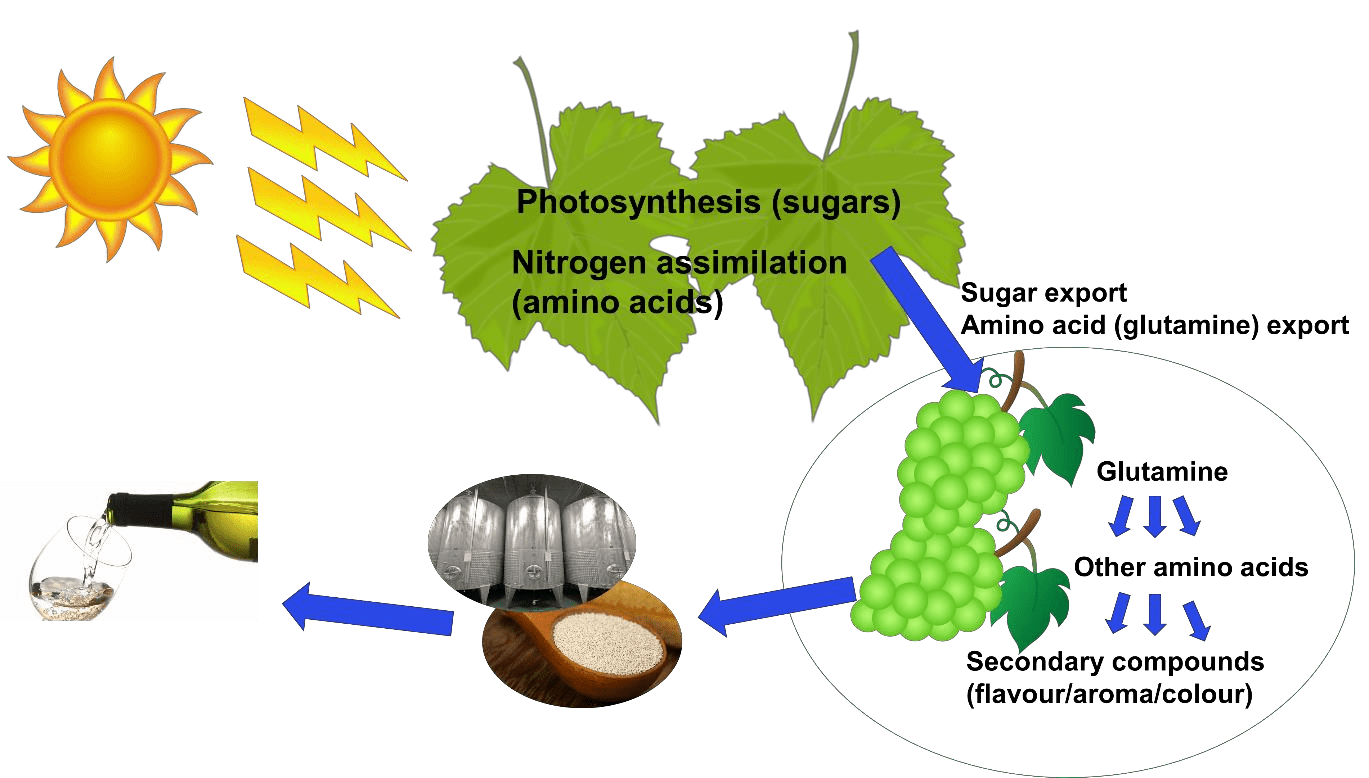 Photosynthesis (sugars)
Nitrogen assimilation
(amino acids)
Sugar export
Amino acid (glutamine) export
Glutamine
Other amino acids
Secondary compounds
(flavour/aroma/colour)